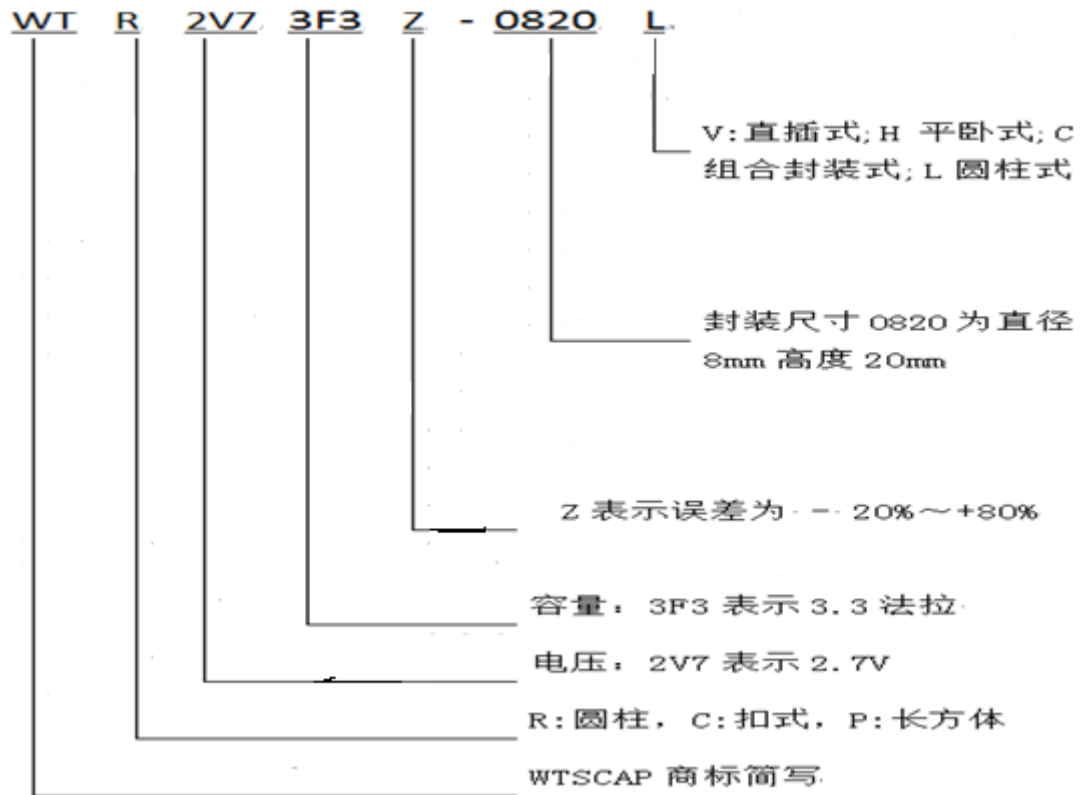 WT R 2V7 3F3 Z - 0820 L
V:直插式;H 平卧式;C
组合封装式;L 圆柱式
封装尺寸 0820 为直径
8mm 高度 20mm
Z 表示误差为 - 20%～+80%
容量：3F3 表示 3.3 法拉
电压：2V7 表示 2.7V
R:圆柱，C:扣式，P:长方体
WTSCAP 商标简写